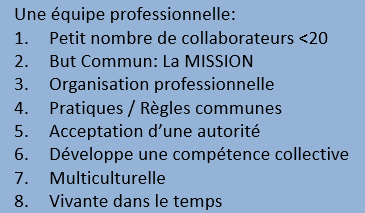 Une équipe professionnelle:
1. Petit nombre de collaborateurs <20
2. But Commun: La MISSION
3. Organisation professionnelle
4. Pratiques / Règles communes
5. Acceptation d'une autorité
6. Développe une compétence collective
7. Multiculturelle
8. Vivante dans le temps